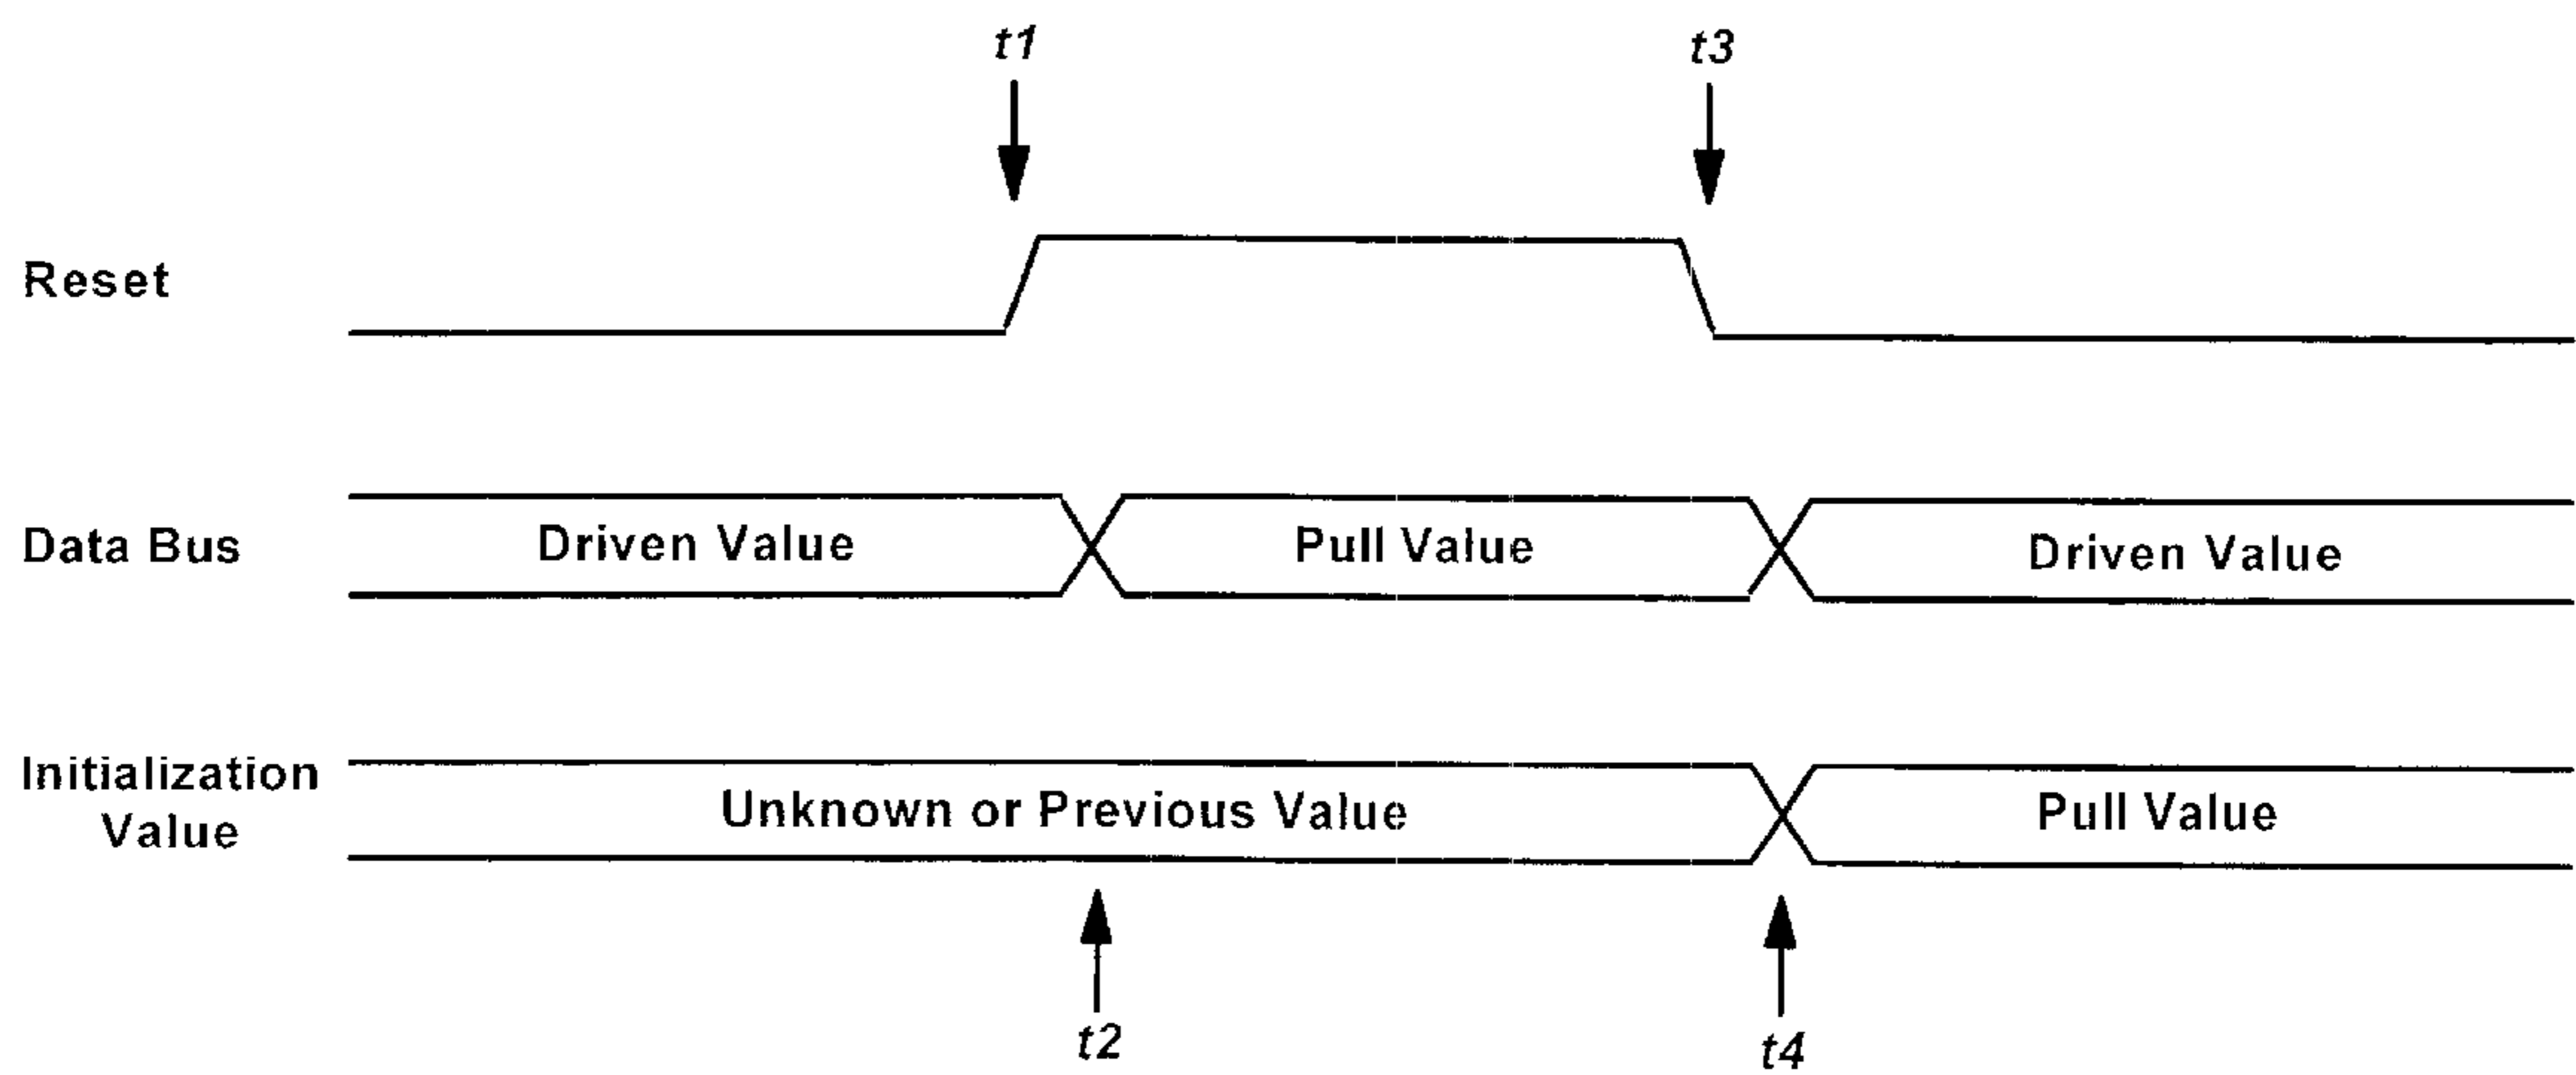 t1
t3
Reset
Data Bus
Driven Value
Pull Value
Driven Value
Initialization
Value
Unknown or Previous Value
Pull Value
t2
t4